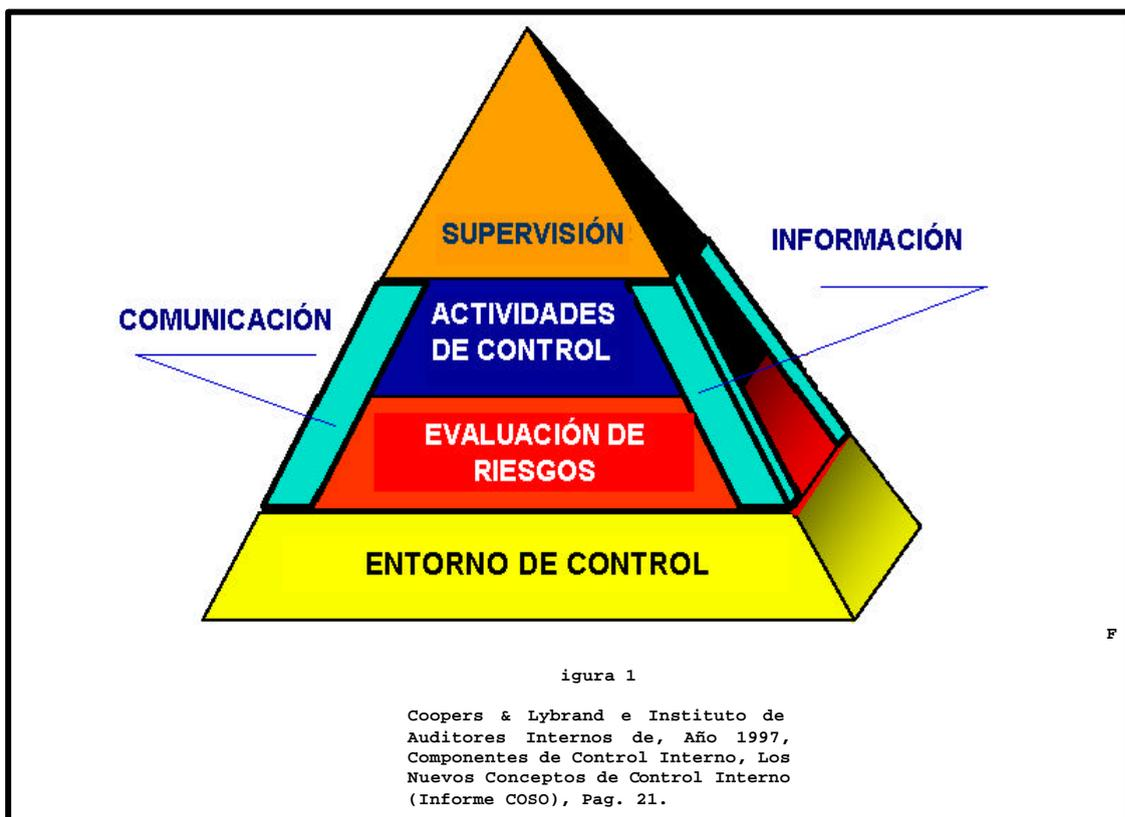 SUPERVISIÓN
INFORMACIÓN
COMUNICACIÓN
ACTIVIDADES
DE CONTROL
EVALUACIÓN DE
RIESGOS
ENTORNO DE CONTROL
F
igura 1
Coopers & Lybrand e Instituto de
Auditores Internos de, Año 1997,
Componentes de Control Interno, Los
Nuevos Conceptos de Control Interno
(Informe COSO), Pag. 21.